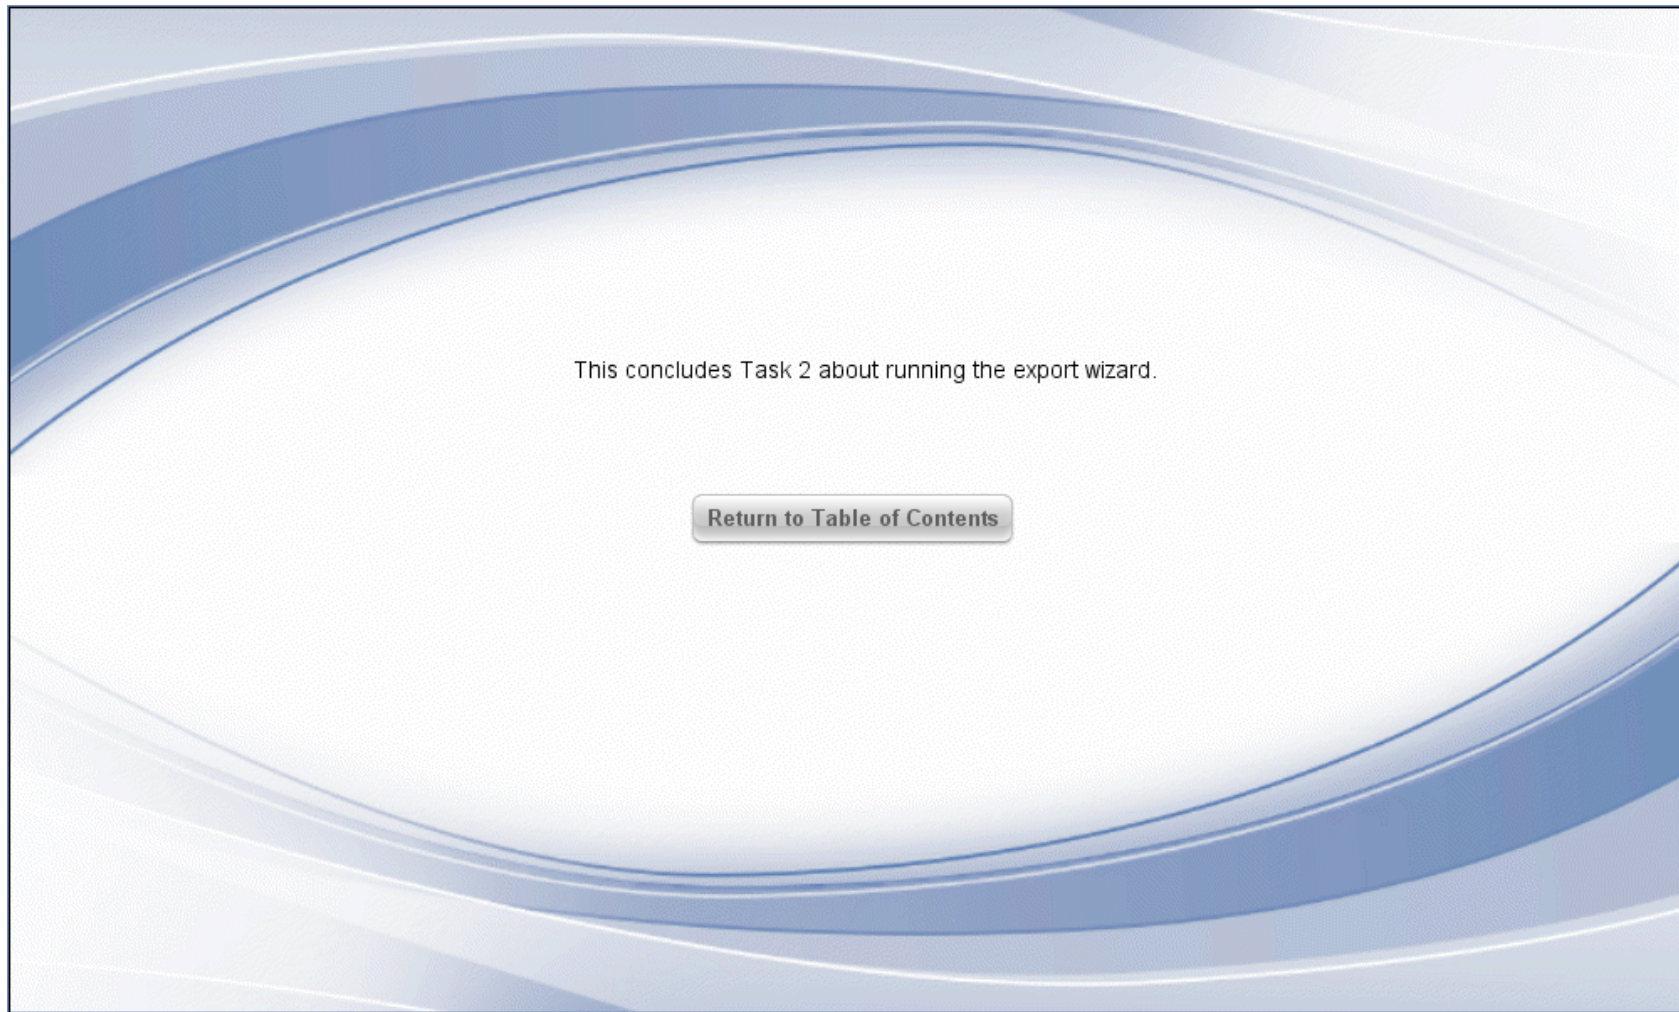 This concludes Task 2 about running the export wizard.
Return to Table of Contents